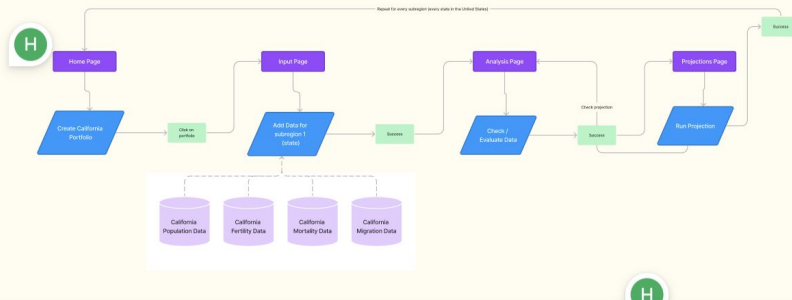 Repeat for every subregion (every state in the United States)
Success
H
Home Page
Input Page
Analysis Page
Projections Page
Check projection
Create California
Portfolio
Click on
portfolio
Add Data for
subregion 1
(state)
Success
Check /
Evaluate Data
Success
Run Projection
California
Population Data
California
Fertility Data
California
Mortality Data
California
Migration Data
H